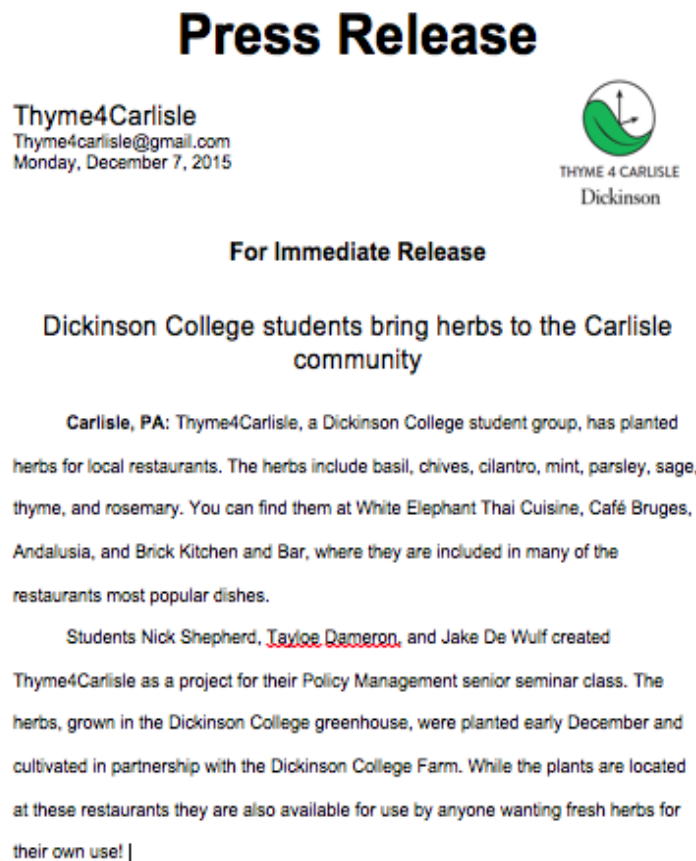 Press Release
Thyme4Carlisle
Thyme4carlisle@gmail.com
Monday, December 7, 2015
THYME 4 CARLISLE
Dickinson
For Immediate Release
Dickinson College students bring herbs to the Carlisle
community
Carlisle, PA: Thyme4Carlisle, a Dickinson College student group, has planted
herbs for local restaurants. The herbs include basil, chives, cilantro, mint, parsley, sage,
thyme, and rosemary. You can find them at White Elephant Thai Cuisine, Café Bruges,
Andalusia, and Brick Kitchen and Bar, where they are included in many of the
restaurants most popular dishes.
Students Nick Shepherd, Tayloe Dameron, and Jake De Wulf created
Thyme4Carlisle as a project for their Policy Management senior seminar class. The
herbs, grown in the Dickinson College greenhouse, were planted early December and
cultivated in partnership with the Dickinson College Farm. While the plants are located
at these restaurants they are also available for use by anyone wanting fresh herbs for
their own use!